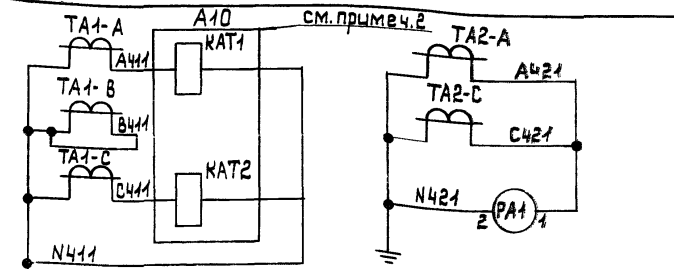 A10
см. примеч.2
TA1-A
KAT1
A411
TA1-B
B411
TA1-C
C411
KAT2
N411
TA2-A
A421
TA2-C
C421
N421
2
PA1
1